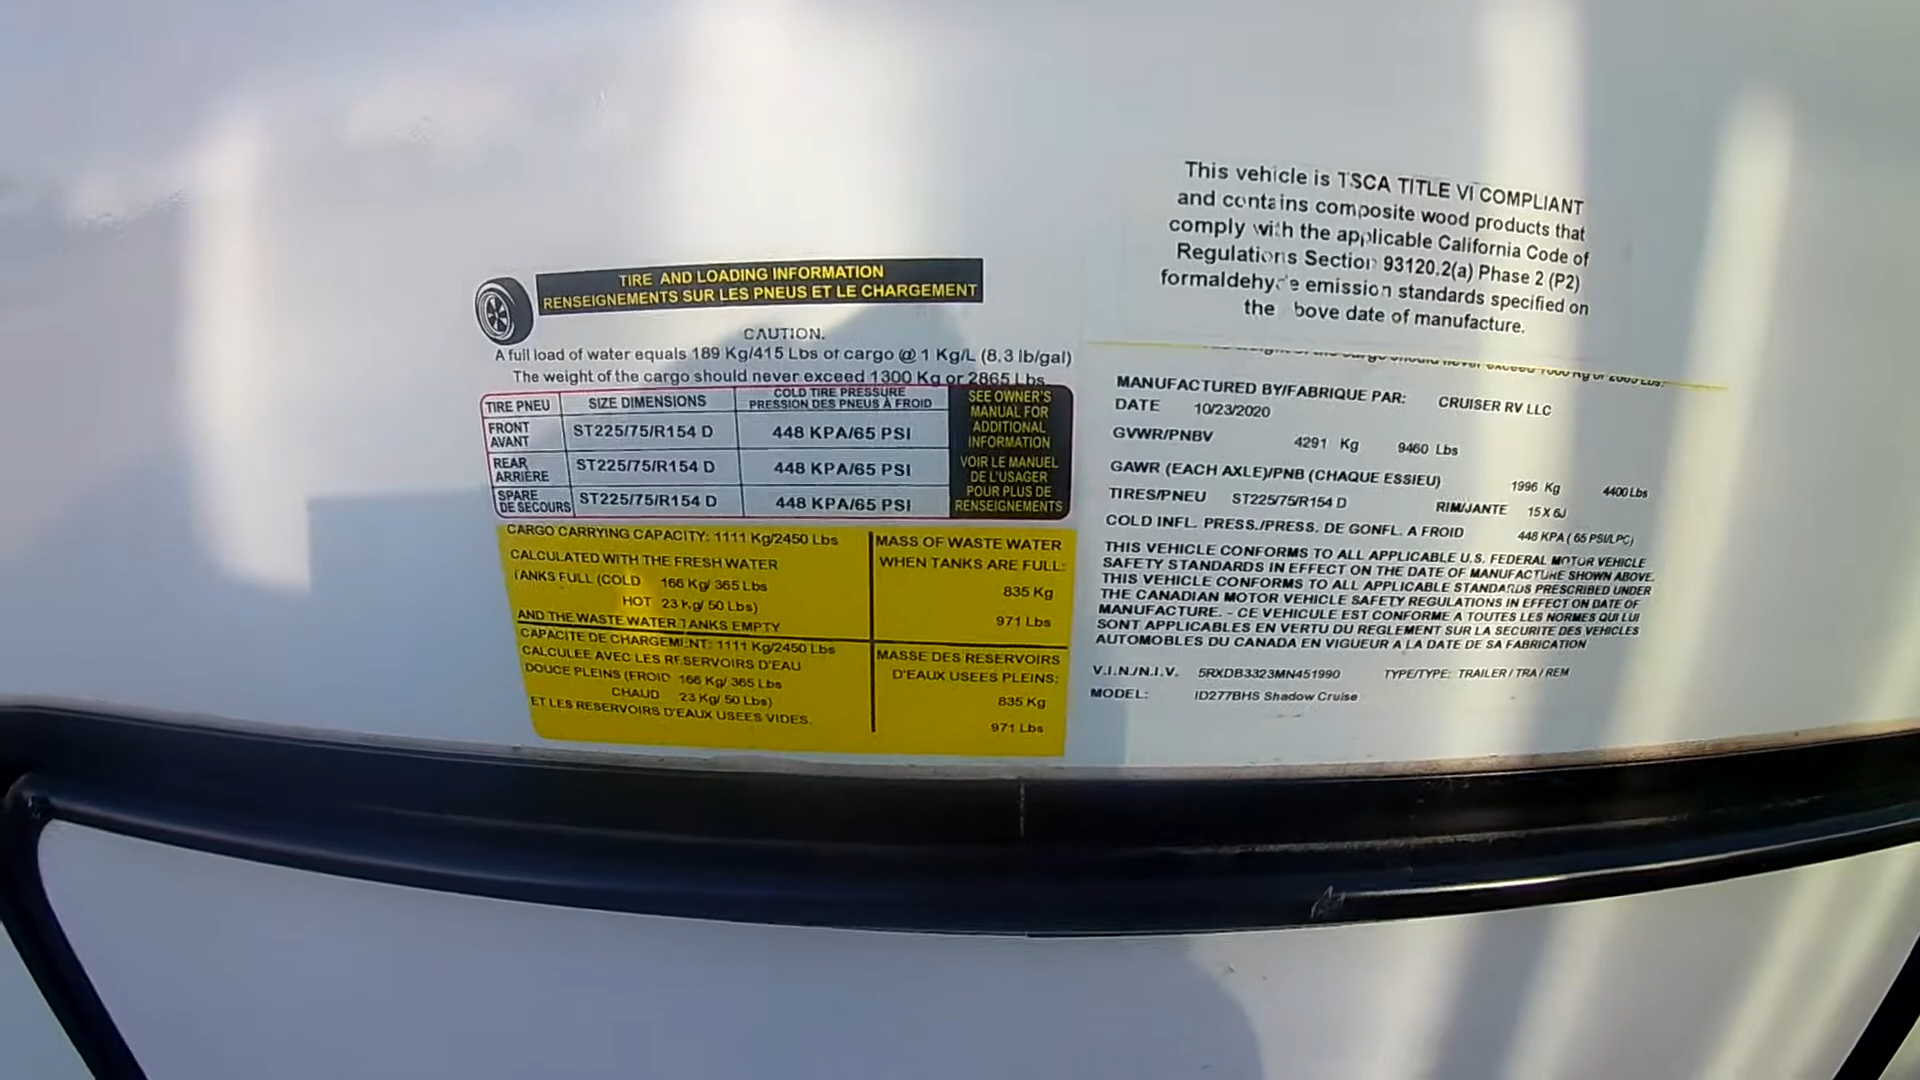 TIRE AND LOADING INFORMATION
RENSEIGNEMENTS SUR LES PNEUS ET LE CHARGEMENT
CAUTION.
A full load of water equals 189 Kg/415 Lbs of cargo @ 1 Kg/L (8.3 lb/gal)
The weight of the cargo should never exceed 1300 Kg or 2865 Lbs
TIRE PNEU SIZE DIMENSIONS COLD TIRE PRESSURE
PRESSION DES PNEUS À FROID
FRONT
AVANT ST225/75/R154 D 448 KPA/65 PSI
REAR
ARRIÈRE ST225/75/R154 D 448 KPA/65 PSI
SPARE
DE SECOURS ST225/75/R154 D 448 KPA/65 PSI
SEE OWNER'S
MANUAL FOR
ADDITIONAL
INFORMATION
VOIR LE MANUEL
DE L'USAGER
POUR PLUS DE
RENSEIGNEMENTS
CARGO CARRYING CAPACITY: 1111 Kg/2450 Lbs
CALCULATED WITH THE FRESH WATER
TANKS FULL (COLD 166 Kg/ 365 Lbs
HOT 23 Kg/ 50 Lbs)
AND THE WASTE WATER TANKS EMPTY
MASS OF WASTE WATER
WHEN TANKS ARE FULL:
835 Kg
971 Lbs
CAPACITE DE CHARGEMENT: 1111 Kg/2450 Lbs
CALCULEE AVEC LES RESERVOIRS D'EAU
DOUCE PLEINS (FROID 166 Kg/ 365 Lbs
CHAUD 23 Kg/ 50 Lbs)
ET LES RESERVOIRS D'EAUX USEES VIDES.
MASSE DES RESERVOIRS
D'EAUX USEES PLEINS:
835 Kg
971 Lbs
This vehicle is TSCA TITLE VI COMPLIANT
and contains composite wood products that
comply with the applicable California Code of
Regulations Section 93120.2(a) Phase 2 (P2)
formaldehyde emission standards specified on
the bove date of manufacture.
MANUFACTURED BY/FABRIQUE PAR: CRUISER RV LLC
DATE 10/23/2020
GVWR/PNBV 4291 Kg 9460 Lbs
GAWR (EACH AXLE)/PNB (CHAQUE ESSIEU) 1996 Kg 4400 Lbs
TIRES/PNEU ST225/75/R154 D RIM/JANTE 15 X 6J
COLD INFL. PRESS./PRESS. DE GONFL. A FROID 448 KPA ( 65 PSI/LPC)
THIS VEHICLE CONFORMS TO ALL APPLICABLE U.S. FEDERAL MOTOR VEHICLE
SAFETY STANDARDS IN EFFECT ON THE DATE OF MANUFACTURE SHOWN ABOVE.
THIS VEHICLE CONFORMS TO ALL APPLICABLE STANDARDS PRESCRIBED UNDER
THE CANADIAN MOTOR VEHICLE SAFETY REGULATIONS IN EFFECT ON DATE OF
MANUFACTURE. - CE VEHICULE EST CONFORME A TOUTES LES NORMES QUI LUI
SONT APPLICABLES EN VERTU DU REGLEMENT SUR LA SECURITE DES VEHICLES
AUTOMOBILES DU CANADA EN VIGUEUR A LA DATE DE SA FABRICATION
V.I.N./N.I.V. 5RXDB3323MN451990 TYPE/TYPE: TRAILER / TRA / REM
MODEL: ID277BHS Shadow Cruise